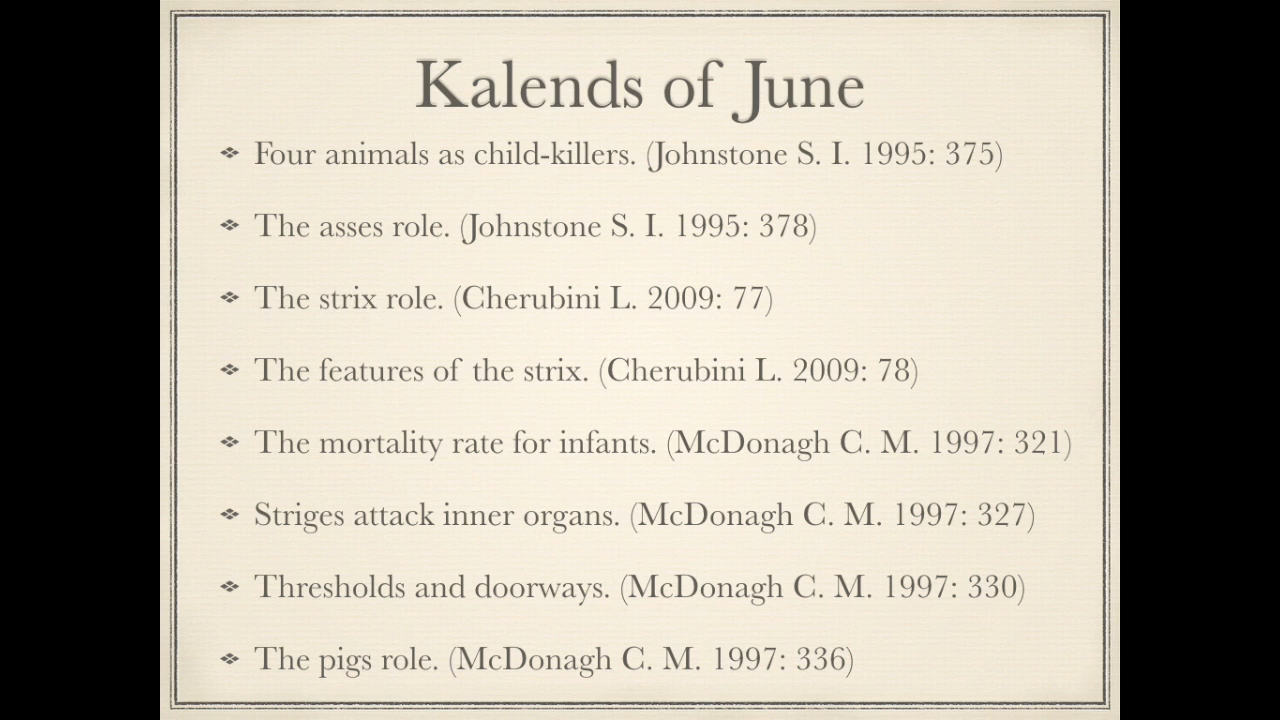 Kalends of June
Four animals as child-killers. (Johnstone S. I. 1995: 375)
The asses role. (Johnstone S. I. 1995: 378)
The strix role. (Cherubini L. 2009: 77)
The features of the strix. (Cherubini L. 2009: 78)
The mortality rate for infants. (McDonagh C. M. 1997: 321)
Striges attack inner organs. (McDonagh C. M. 1997: 327)
Thresholds and doorways. (McDonagh C. M. 1997: 330)
The pigs role. (McDonagh C. M. 1997: 336)